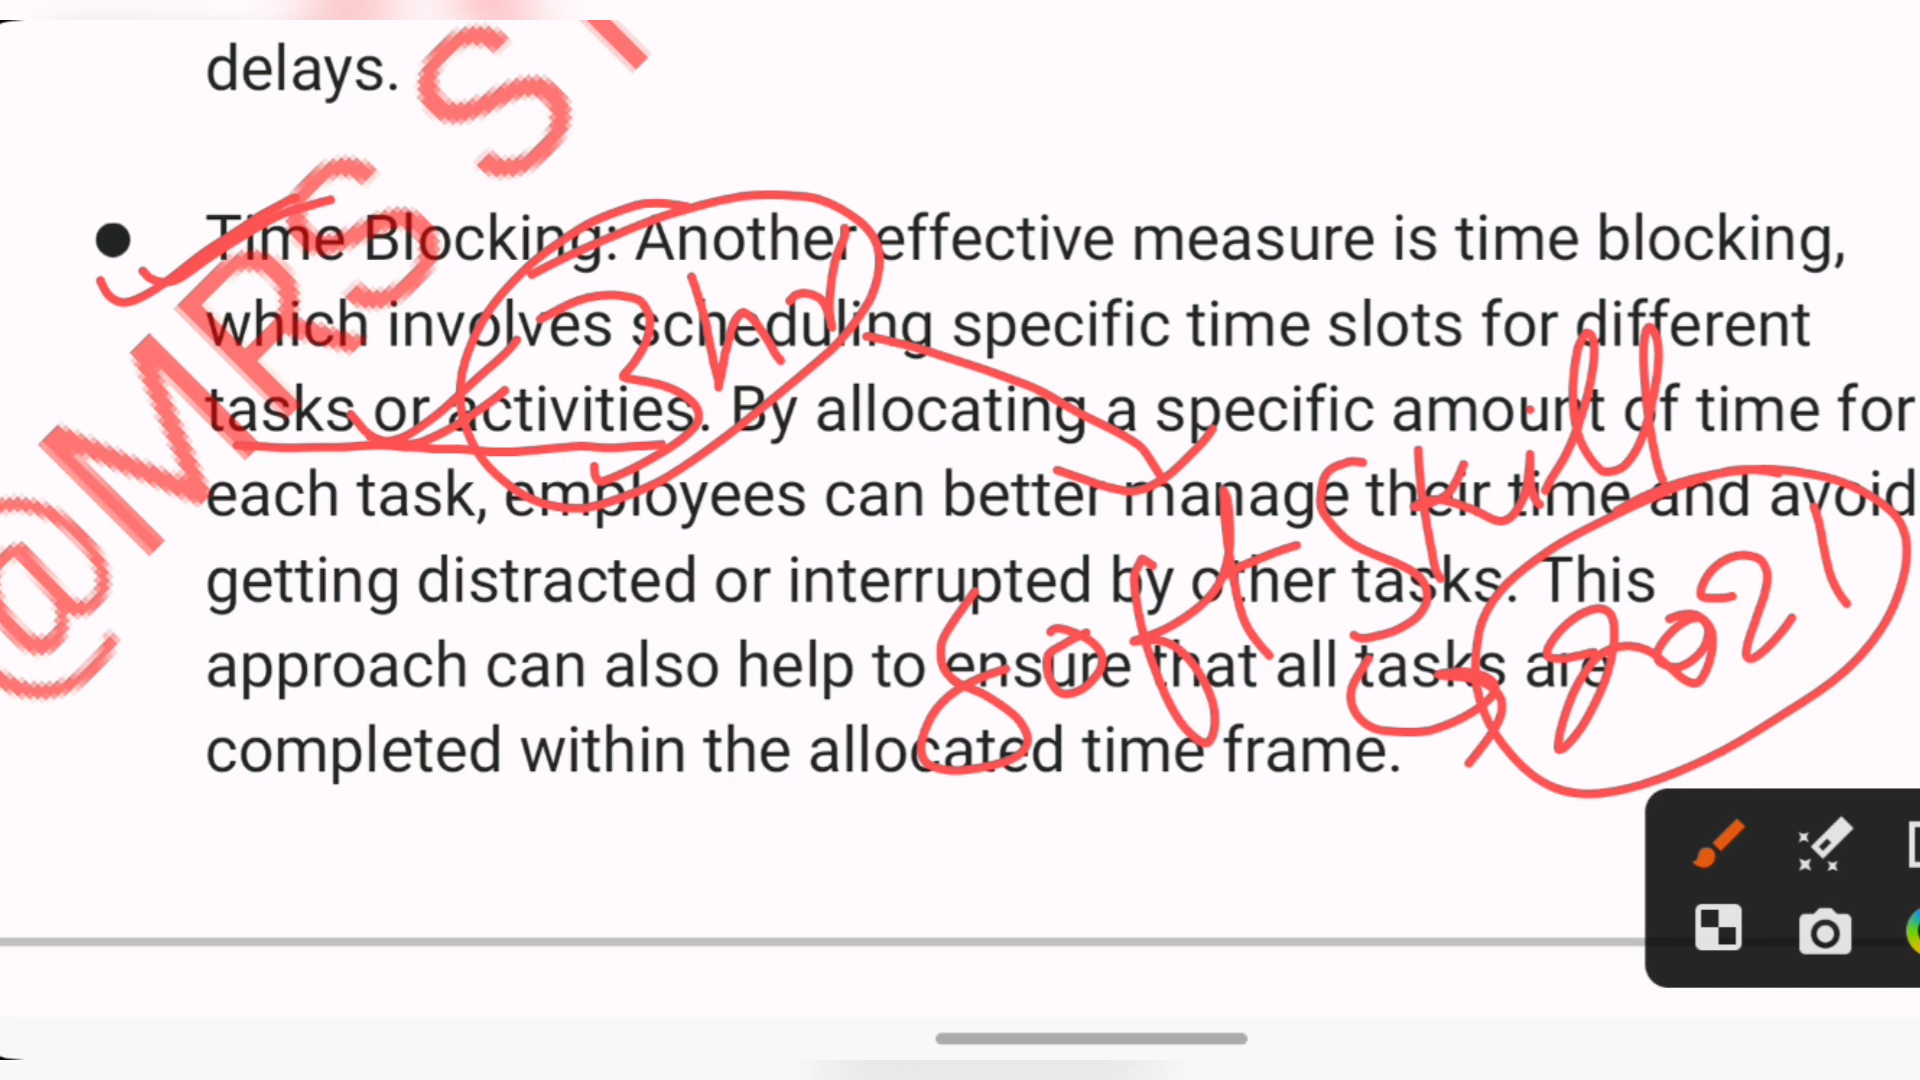 delays.
Time Blocking: Another effective measure is time blocking,
which involves scheduling specific time slots for different
tasks or activities. By allocating a specific amount of time for
each task, employees can better manage their time and avoid
getting distracted or interrupted by other tasks. This
approach can also help to ensure that all tasks are
completed within the allocated time frame.
3hr
Soft Skill
@MRS S